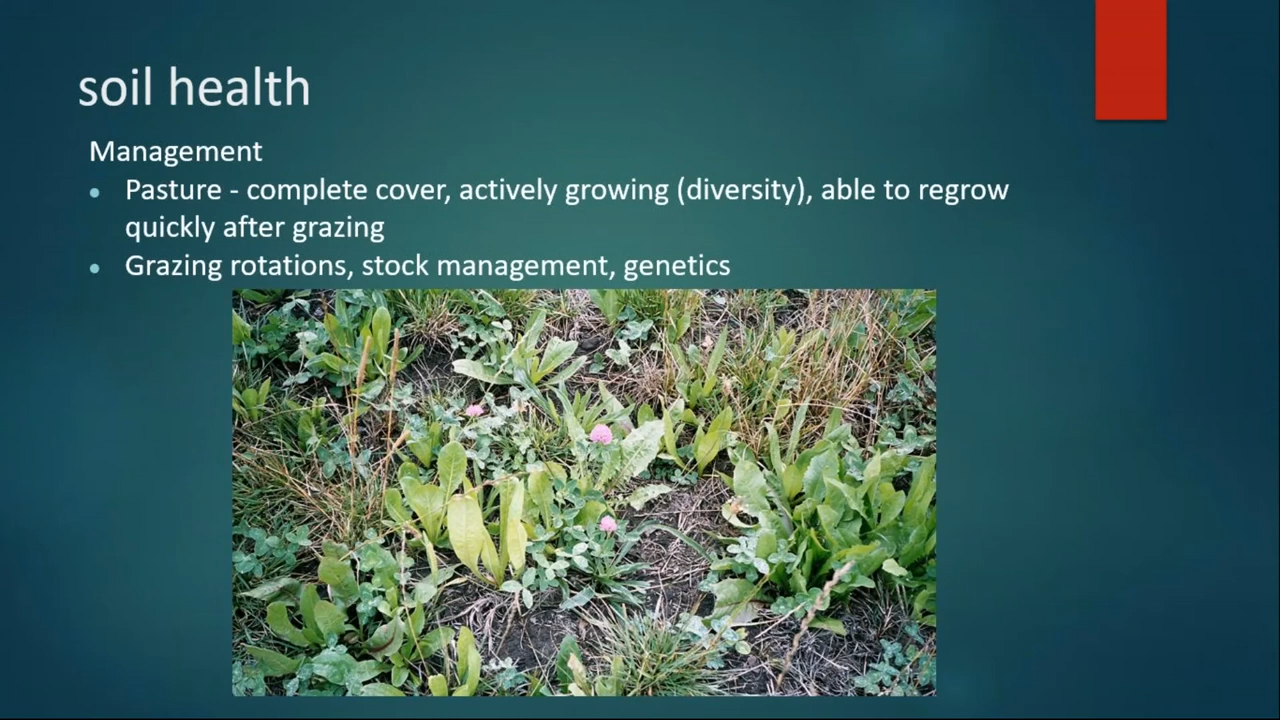 soil health
Management
• Pasture - complete cover, actively growing (diversity), able to regrow
quickly after grazing
• Grazing rotations, stock management, genetics